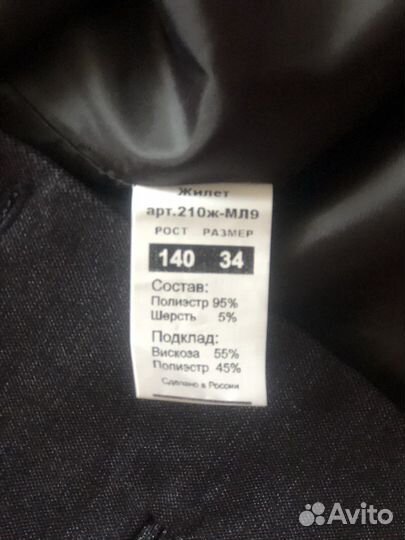 Жилет
арт.210ж-МЛ9
РОСТ РАЗМЕР
140 34
Состав:
Полиэстр 95%
Шерсть 5%
Подклад:
Вискоза 55%
Полиэстр 45%
Сделано в России
Avito